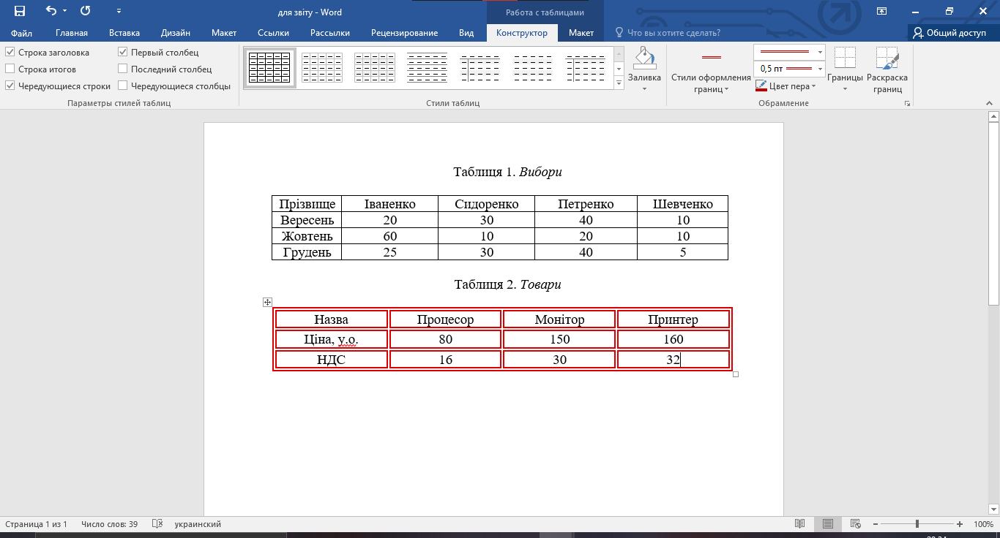 для звіту - Word
Работа с таблицами
Файл Главная Вставка Дизайн Макет Ссылки Рассылки Рецензирование Вид Конструктор Макет Что вы хотите сделать? Общий доступ
Строка заголовка Первый столбец
Строка итогов Последний столбец
Чередующиеся строки Чередующиеся столбцы
Параметры стилей таблиц
Стили таблиц
Заливка
Стили оформления
границ
0,5 пт
Цвет пера
Границы
Раскраска
границ
Обрамление
Таблиця 1. Вибори
Прізвище Іваненко Сидоренко Петренко Шевченко
Вересень 20 30 40 10
Жовтень 60 10 20 10
Грудень 25 30 40 5
Таблиця 2. Товари
Назва Процесор Монітор Принтер
Ціна, у.о. 80 150 160
НДС 16 30 32
Страница 1 из 1 Число слов: 39 украинский 100%